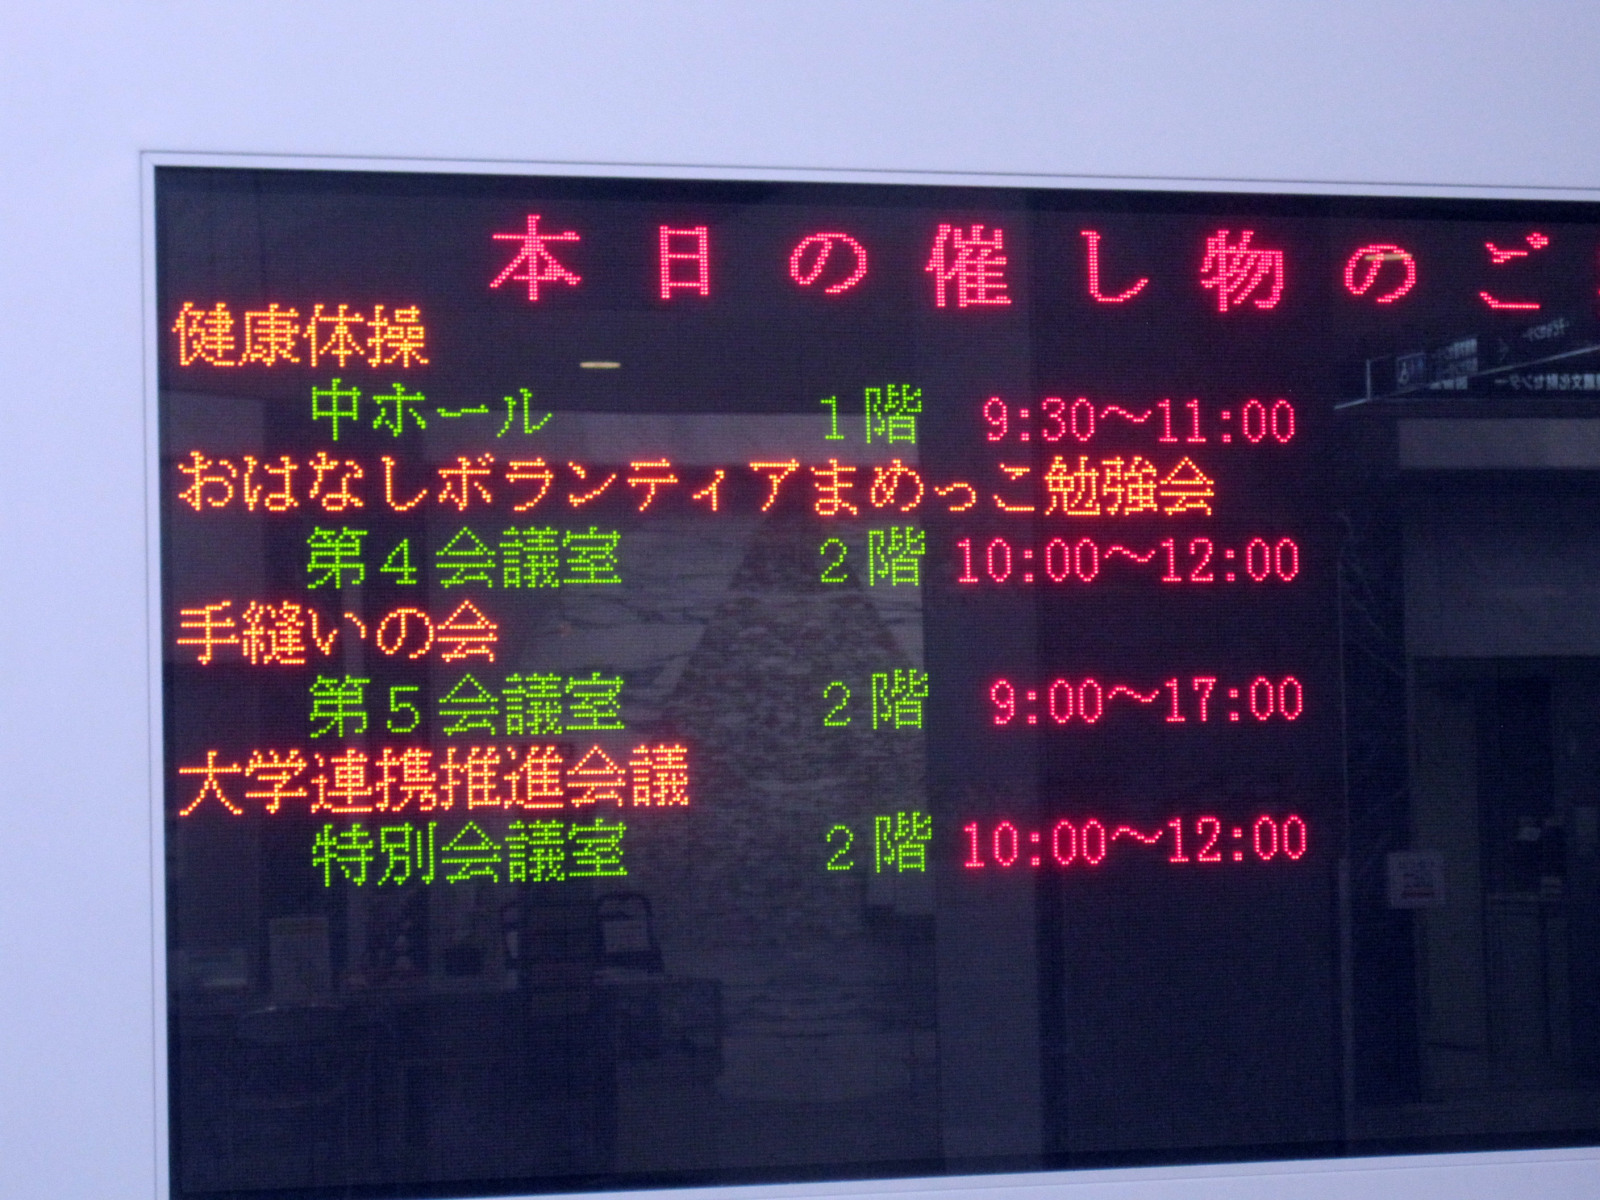 本日の催し物のご
健康体操
中ホール 1階 9:30～11:00
おはなしボランティアまめっこ勉強会
第4会議室 2階 10:00～12:00
手縫いの会
第5会議室 2階 9:00～17:00
大学連携推進会議
特別会議室 2階 10:00～12:00